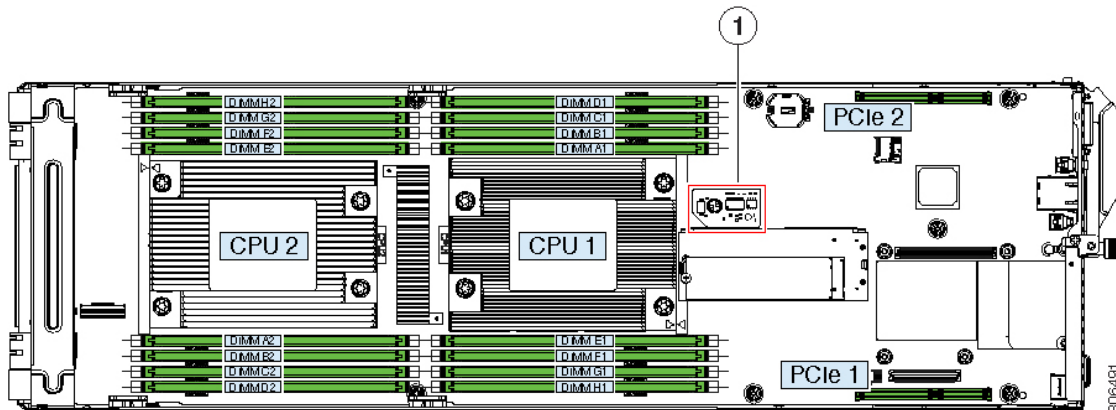 1
DIMM H2
DIMM D1
DIMM G2
DIMM C1
DIMM F2
DIMM B1
DIMM E2
DIMM A1
PCIe 2
CPU 2
CPU 1
DIMM A2
DIMM E1
DIMM B2
DIMM F1
DIMM C2
DIMM G1
DIMM D2
DIMM H1
PCIe 1